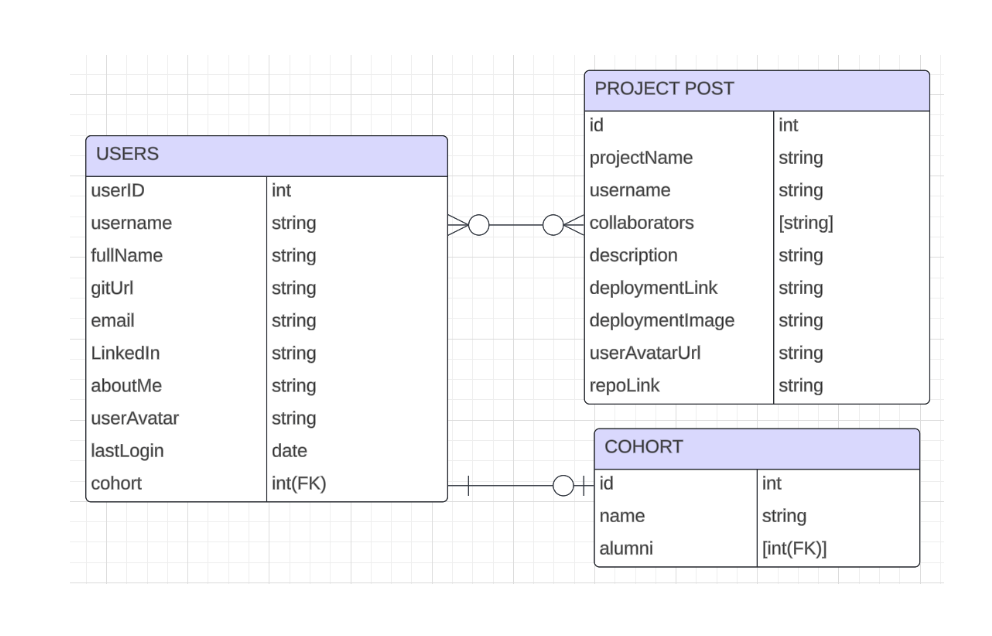 USERS
userID int
username string
fullName string
gitUrl string
email string
LinkedIn string
aboutMe string
userAvatar string
lastLogin date
cohort int(FK)
PROJECT POST
id int
projectName string
username string
collaborators [string]
description string
deploymentLink string
deploymentImage string
userAvatarUrl string
repoLink string
COHORT
id int
name string
alumni [int(FK)]